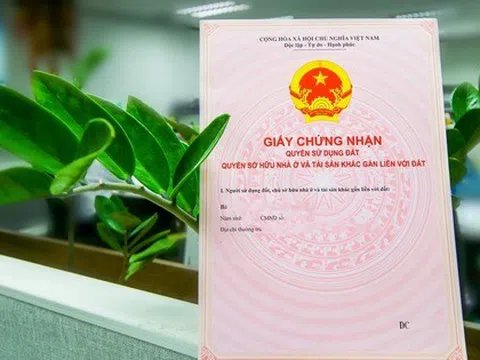 CỘNG HÒA XÃ HỘI CHỦ NGHĨA VIỆT NAM
Độc lập - Tự do - Hạnh phúc
GIẤY CHỨNG NHẬN
QUYỀN SỬ DỤNG ĐẤT
QUYỀN SỞ HỮU NHÀ Ở VÀ TÀI SẢN KHÁC GẮN LIỀN VỚI ĐẤT
I. Người sử dụng đất, chủ sở hữu nhà ở và tài sản khác gắn liền với đất:
Bà
Năm sinh: CMND số:
Địa chỉ thường trú:
DC